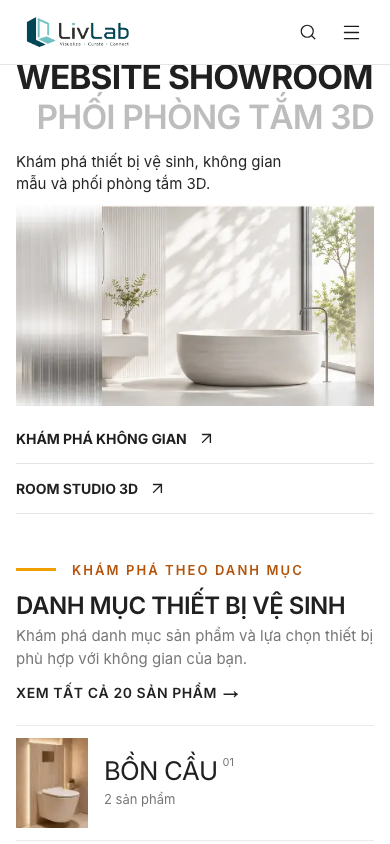 LivLab
Visualize • Curate • Connect
WEBSITE SHOWROOM
PHỐI PHÒNG TẮM 3D
Khám phá thiết bị vệ sinh, không gian
mẫu và phối phòng tắm 3D.
KHÁM PHÁ KHÔNG GIAN
ROOM STUDIO 3D
KHÁM PHÁ THEO DANH MỤC
DANH MỤC THIẾT BỊ VỆ SINH
Khám phá danh mục sản phẩm và lựa chọn thiết bị
phù hợp với không gian của bạn.
XEM TẤT CẢ 20 SẢN PHẨM →
BỒN CẦU 01
2 sản phẩm